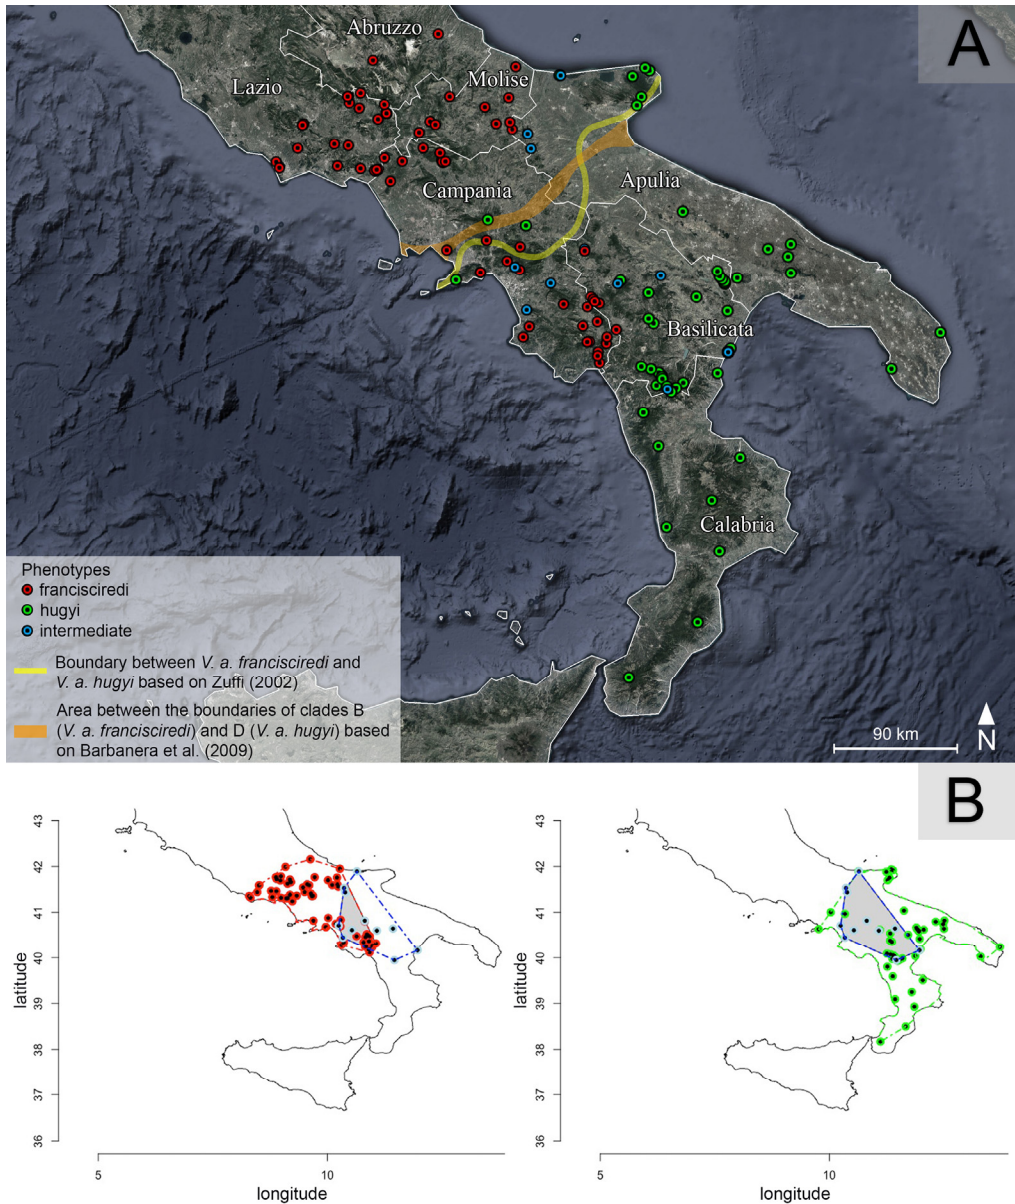 A
Abruzzo
Molise
Lazio
Campania
Apulia
Basilicata
Calabria
Phenotypes
francisciredi
hugyi
intermediate
Boundary between V. a. francisciredi and
V. a. hugyi based on Zuffi (2002)
Area between the boundaries of clades B
(V. a. francisciredi) and D (V. a. hugyi) based
on Barbanera et al. (2009)
90 km
N
B
43
42
41
40
39
38
37
36
latitude
5
10
longitude
43
42
41
40
39
38
37
36
latitude
5
10
longitude